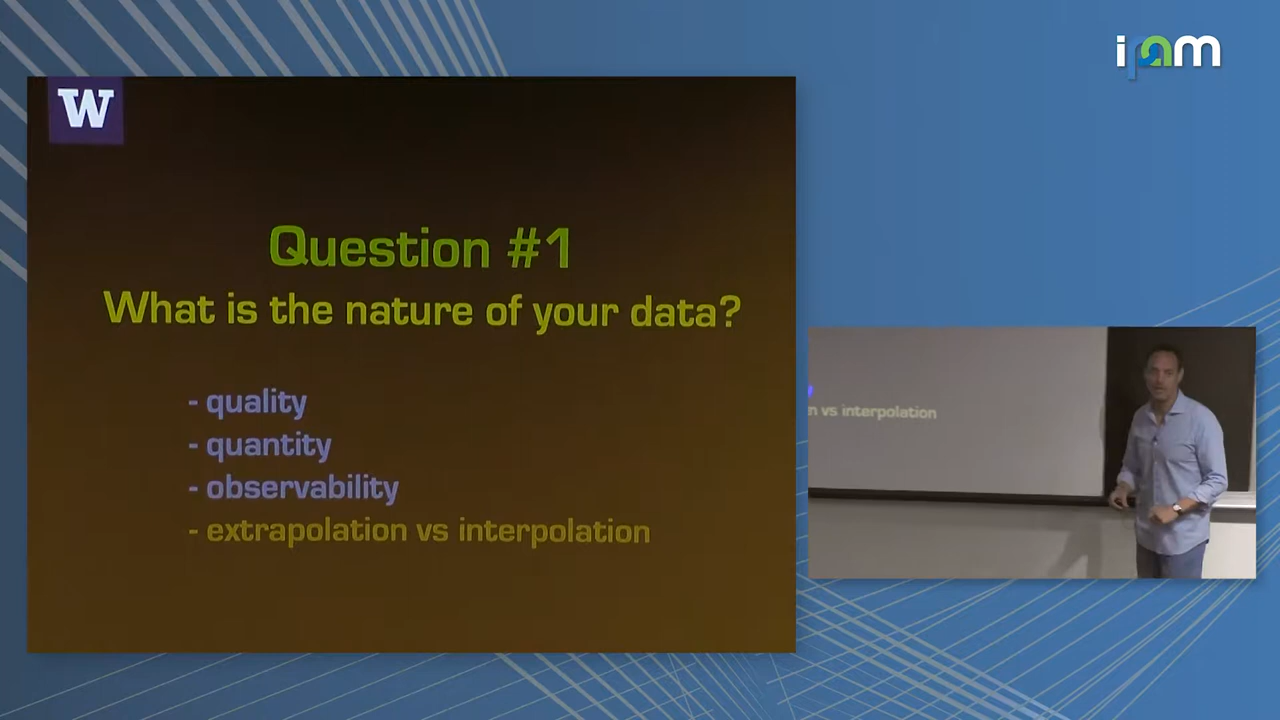 ipam
W
Question #1
What is the nature of your data?
- quality
- quantity
- observability
- extrapolation vs interpolation
n vs interpolation